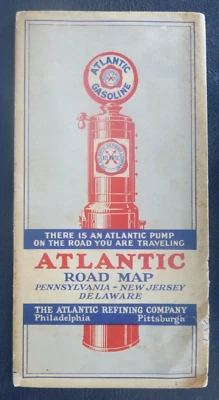 ATLANTIC
GASOLINE
ATLANTIC
THERE IS AN ATLANTIC PUMP
ON THE ROAD YOU ARE TRAVELING
ATLANTIC
ROAD MAP
PENNSYLVANIA - NEW JERSEY
DELAWARE
THE ATLANTIC REFINING COMPANY
Philadelphia Pittsburgh